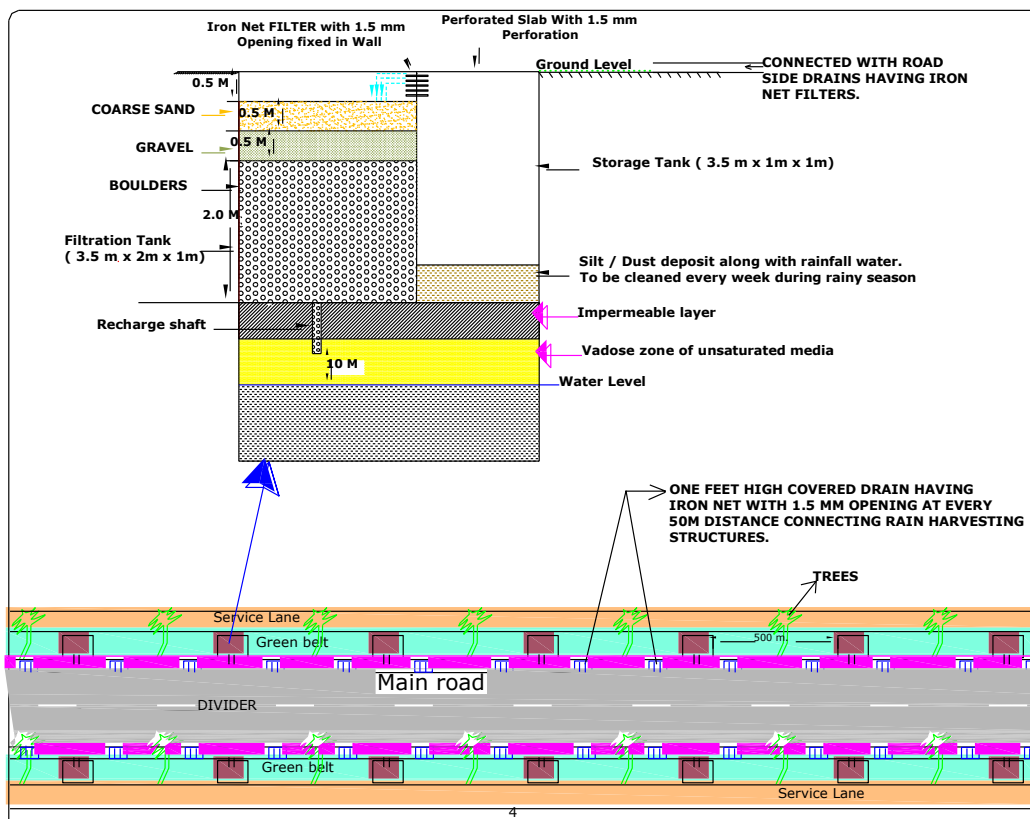 Iron Net FILTER with 1.5 mm
Opening fixed in Wall
Perforated Slab With 1.5 mm
Perforation
Ground Level
CONNECTED WITH ROAD
SIDE DRAINS HAVING IRON
NET FILTERS.
0.5 M
COARSE SAND
0.5 M
GRAVEL
0.5 M
BOULDERS
2.0 M
Storage Tank ( 3.5 m x 1m x 1m)
Filtration Tank
( 3.5 m x 2m x 1m)
Silt / Dust deposit along with rainfall water.
To be cleaned every week during rainy season
Recharge shaft
Impermeable layer
Vadose zone of unsaturated media
10 M
Water Level
ONE FEET HIGH COVERED DRAIN HAVING
IRON NET WITH 1.5 MM OPENING AT EVERY
50M DISTANCE CONNECTING RAIN HARVESTING
STRUCTURES.
TREES
Service Lane
Green belt
500 m.
Main road
DIVIDER
Green belt
Service Lane
4